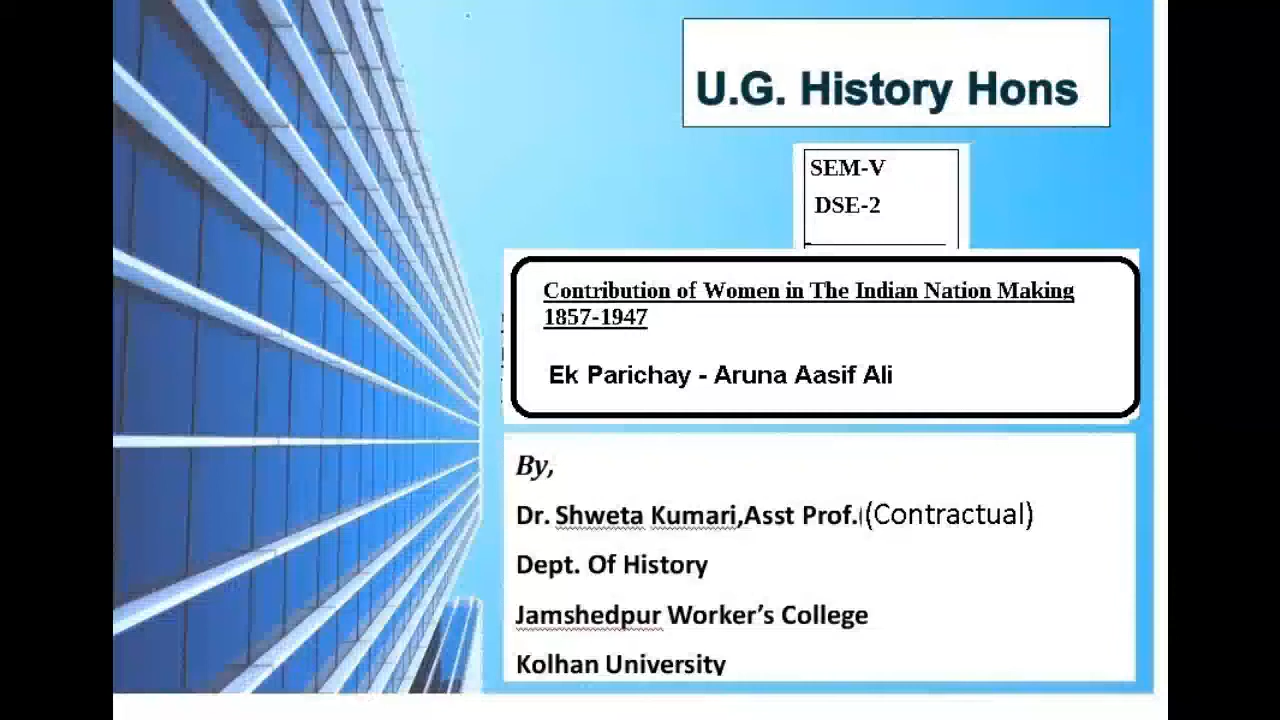 U.G. History Hons
SEM-V
DSE-2
Contribution of Women in The Indian Nation Making
1857-1947
Ek Parichay - Aruna Aasif Ali
By,
Dr. Shweta Kumari,Asst Prof.(Contractual)
Dept. Of History
Jamshedpur Worker’s College
Kolhan University